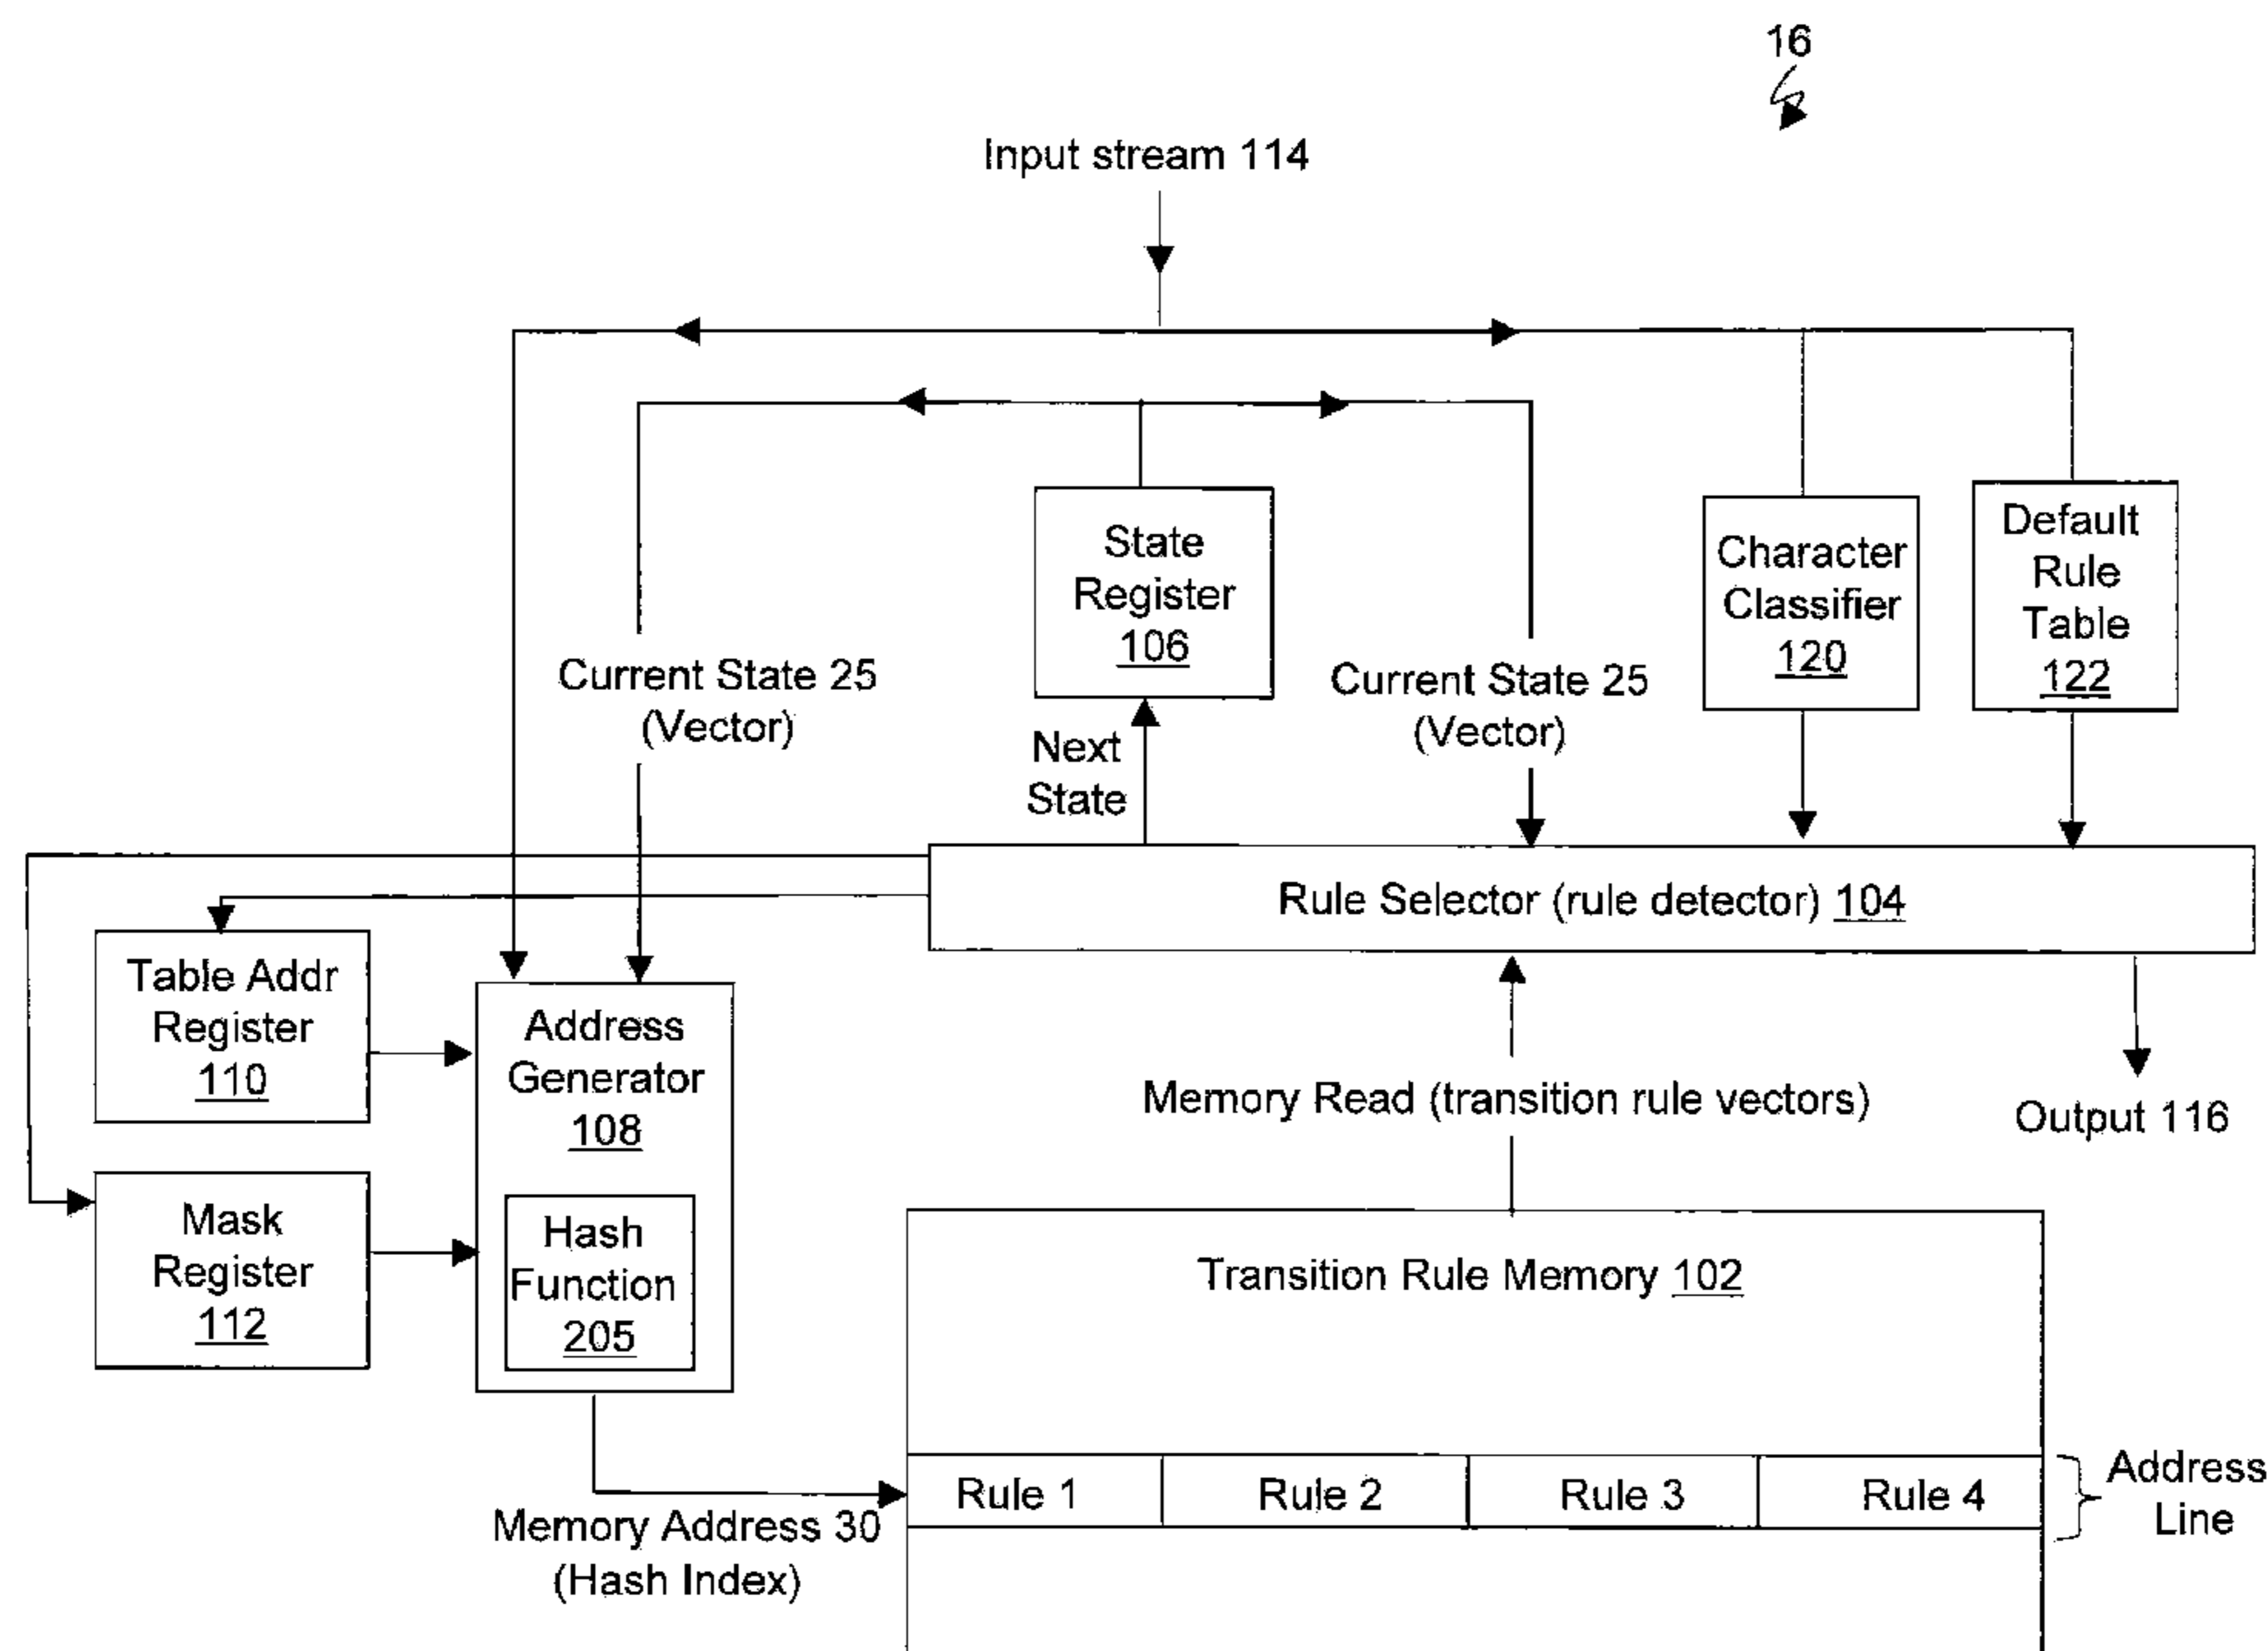 16
Input stream 114
State
Register
106
Character
Classifier
120
Default
Rule
Table
122
Current State 25
(Vector)
Current State 25
(Vector)
Next
State
Rule Selector (rule detector) 104
Table Addr
Register
110
Address
Generator
108
Memory Read (transition rule vectors)
Output 116
Mask
Register
112
Hash
Function
205
Transition Rule Memory 102
Rule 1
Rule 2
Rule 3
Rule 4
Address
Line
Memory Address 30
(Hash Index)